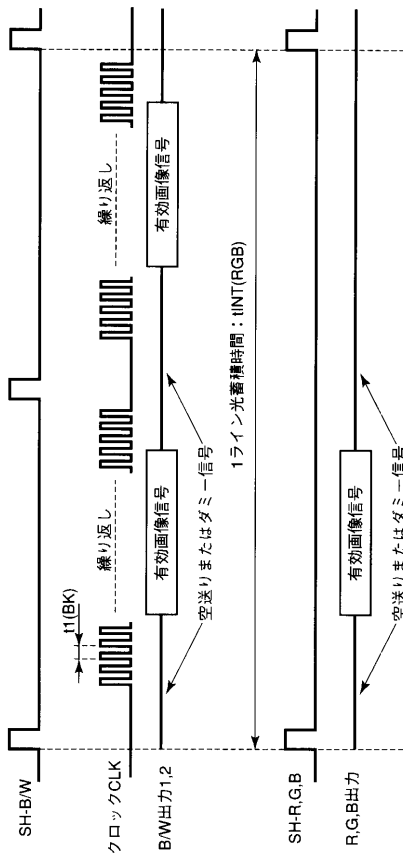 SH-B/W
t1(BK)
繰り返し
繰り返し
クロックCLK
B/W出力1,2
有効画像信号
有効画像信号
空送りまたはダミー信号
1ライン光蓄積時間：tINT(RGB)
SH-R,G,B
R,G,B出力
有効画像信号
空送りまたはダミー信号